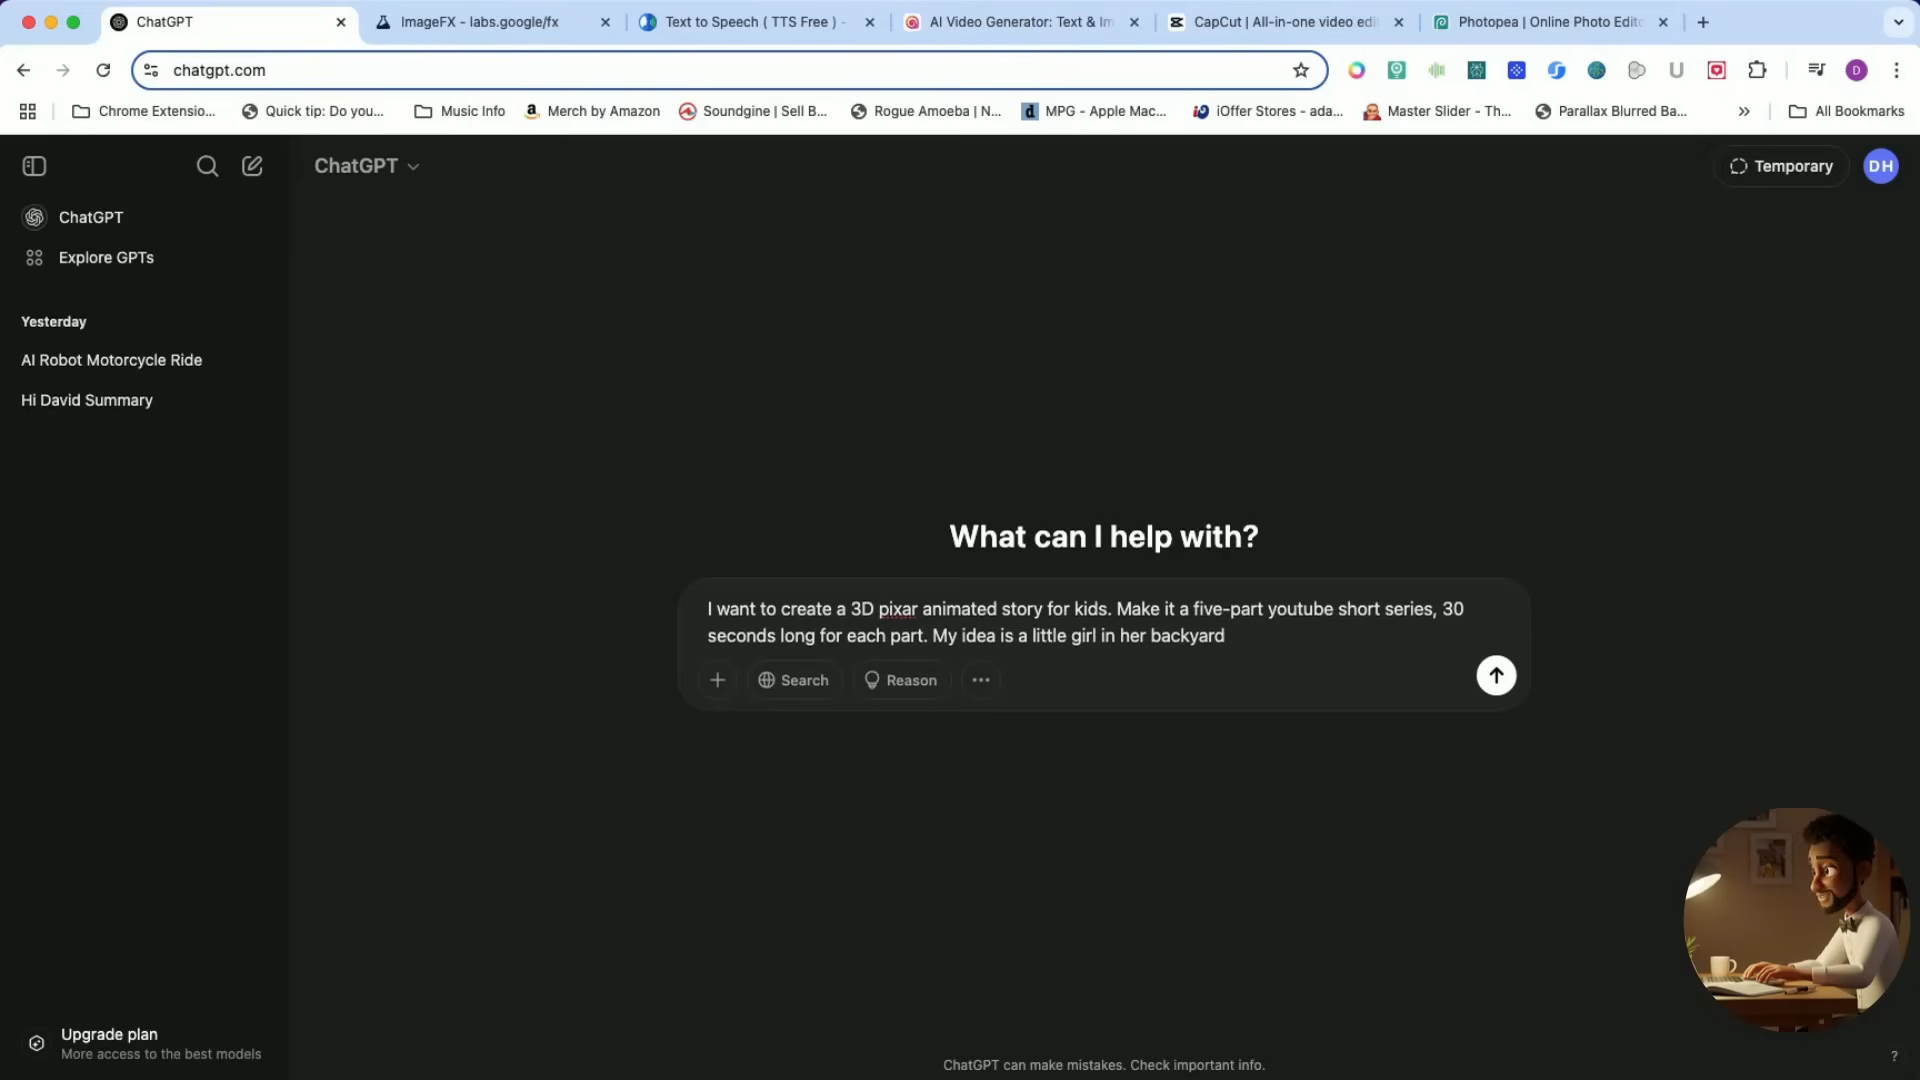 ChatGPT
ImageFX - labs.google/fx
Text to Speech ( TTS Free ) -
AI Video Generator: Text & Im
CapCut | All-in-one video edi
Photopea | Online Photo Edito
chatgpt.com
Chrome Extensio...
Quick tip: Do you...
Music Info
Merch by Amazon
Soundgine | Sell B...
Rogue Amoeba | N...
MPG - Apple Mac...
iOffer Stores - ada...
Master Slider - Th...
Parallax Blurred Ba...
All Bookmarks
ChatGPT
Temporary
DH
ChatGPT
Explore GPTs
Yesterday
AI Robot Motorcycle Ride
Hi David Summary
What can I help with?
I want to create a 3D pixar animated story for kids. Make it a five-part youtube short series, 30
seconds long for each part. My idea is a little girl in her backyard
Search
Reason
Upgrade plan
More access to the best models
ChatGPT can make mistakes. Check important info.
?